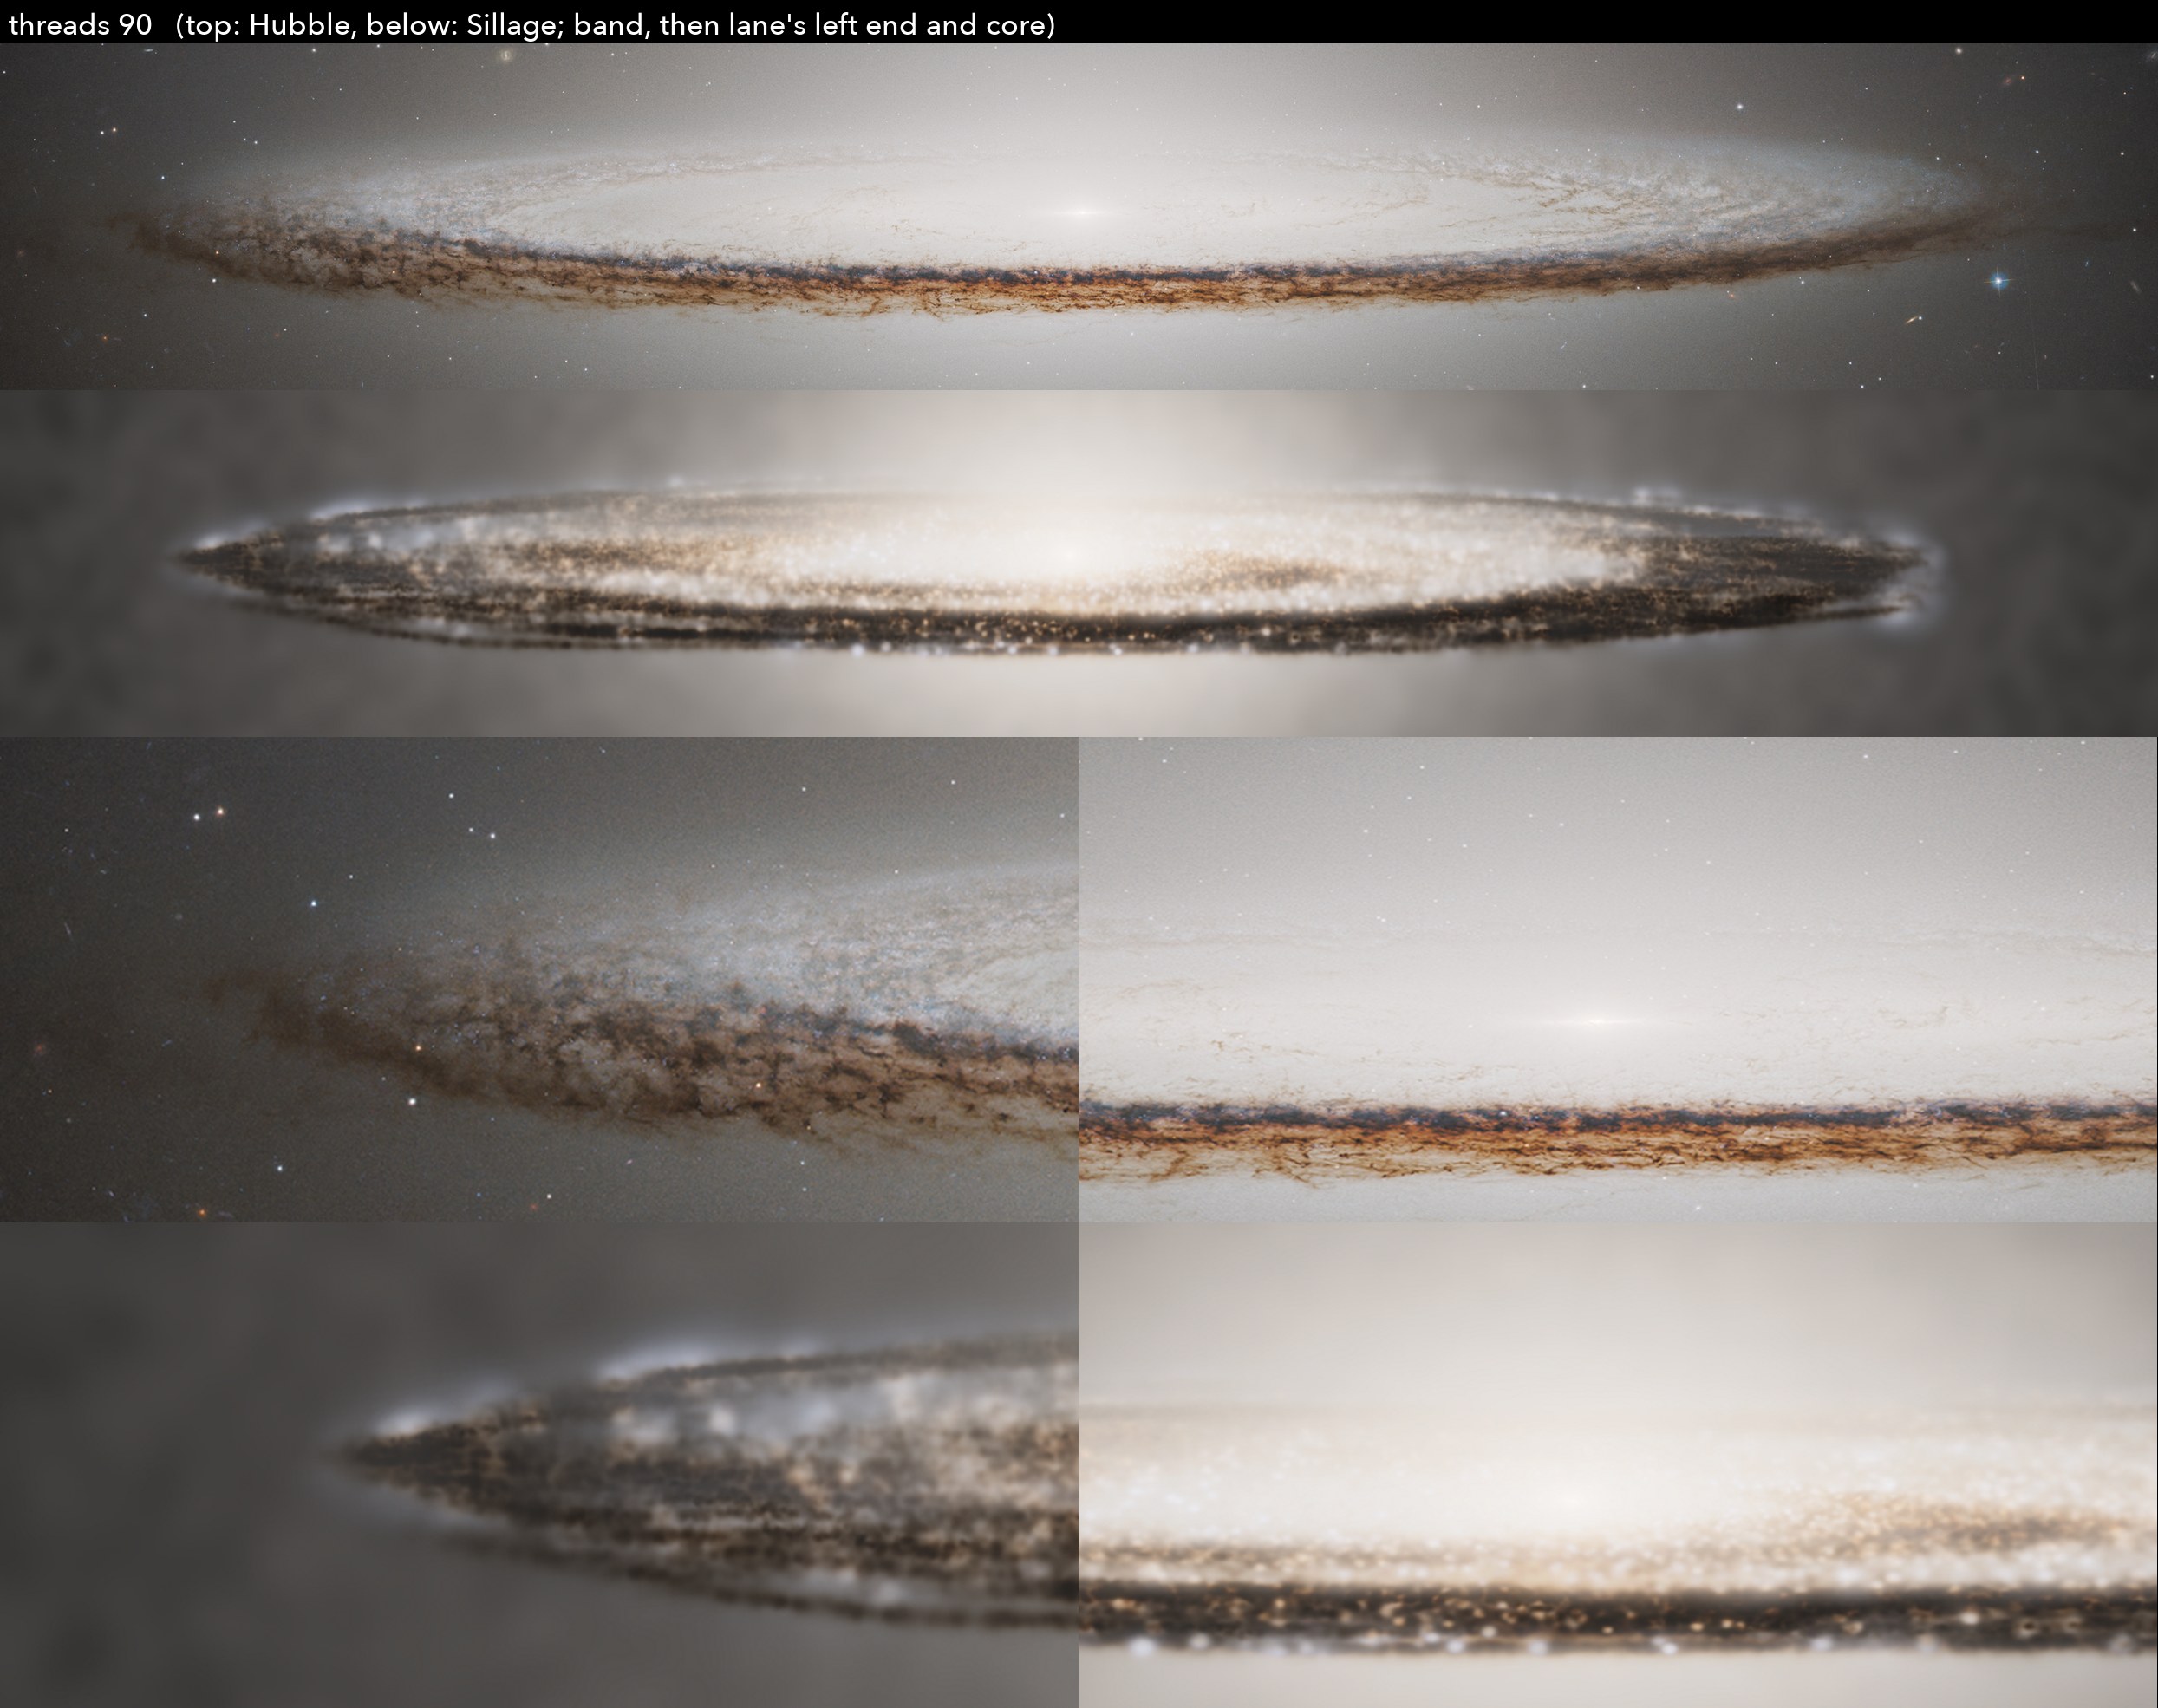 threads 90 (top: Hubble, below: Sillage; band, then lane's left end and core)